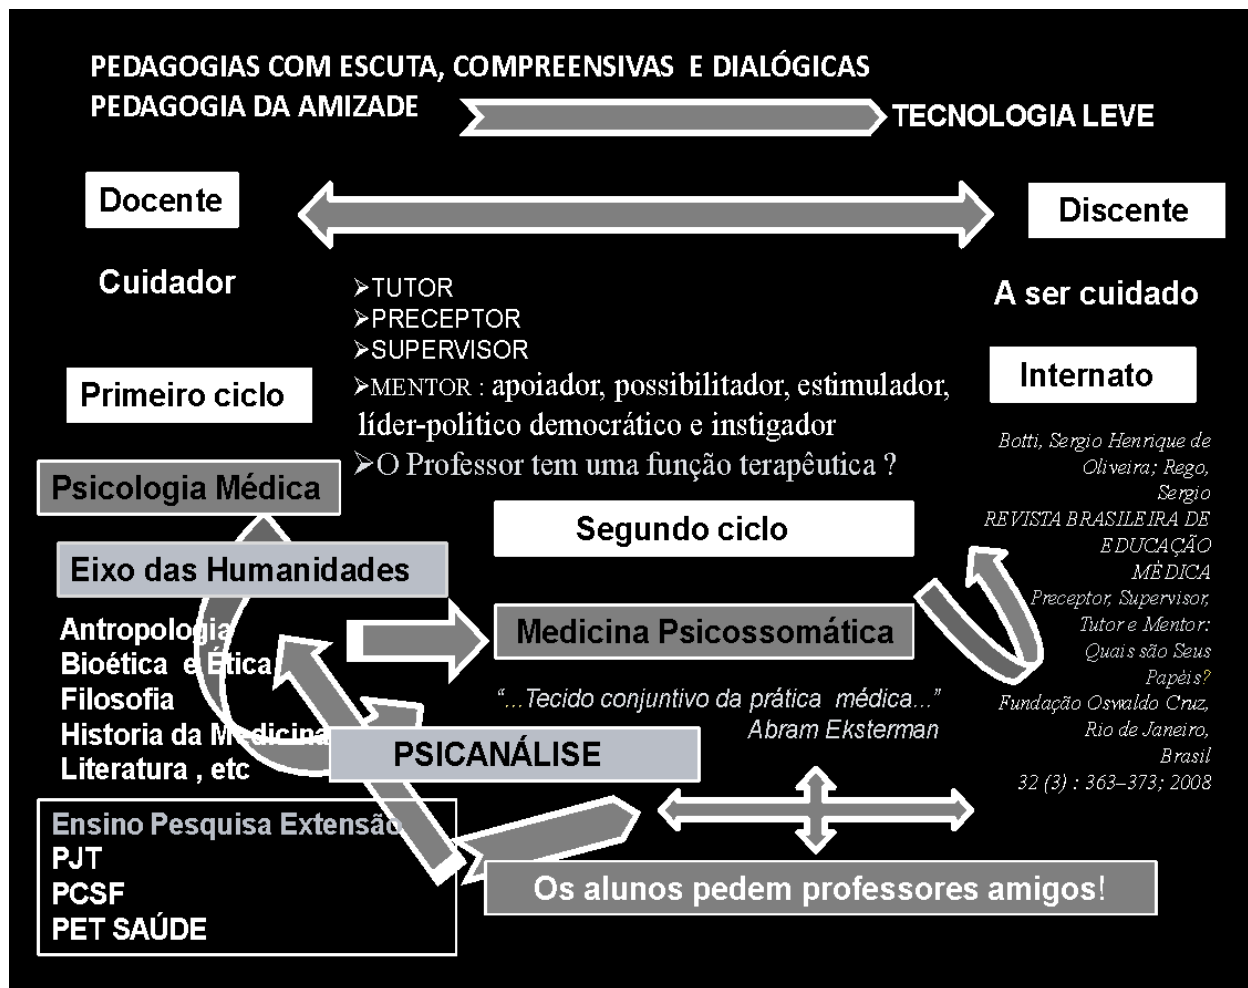 PEDAGOGIAS COM ESCUTA, COMPREENSIVAS E DIALÓGICAS
PEDAGOGIA DA AMIZADE
TECNOLOGIA LEVE
Docente
Discente
Cuidador
A ser cuidado
➢TUTOR
➢PRECEPTOR
➢SUPERVISOR
➢MENTOR : apoiador, possibilitador, estimulador,
líder-politico democrático e instigador
➢O Professor tem uma função terapêutica ?
Primeiro ciclo
Internato
Psicologia Médica
Segundo ciclo
Eixo das Humanidades
Medicina Psicossomática
Antropologia
Bioética e Ética
Filosofia
Historia da Medicina
Literatura , etc
“...Tecido conjuntivo da prática médica...”
Abram Eksterman
PSICANÁLISE
Botti, Sergio Henrique de
Oliveira; Rego,
Sergio
REVISTA BRASILEIRA DE
EDUCAÇÃO
MÉDICA
Preceptor, Supervisor,
Tutor e Mentor:
Quais são Seus
Papéis?
Fundação Oswaldo Cruz,
Rio de Janeiro,
Brasil
32 (3) : 363–373; 2008
Ensino Pesquisa Extensão
PJT
PCSF
PET SAÚDE
Os alunos pedem professores amigos!